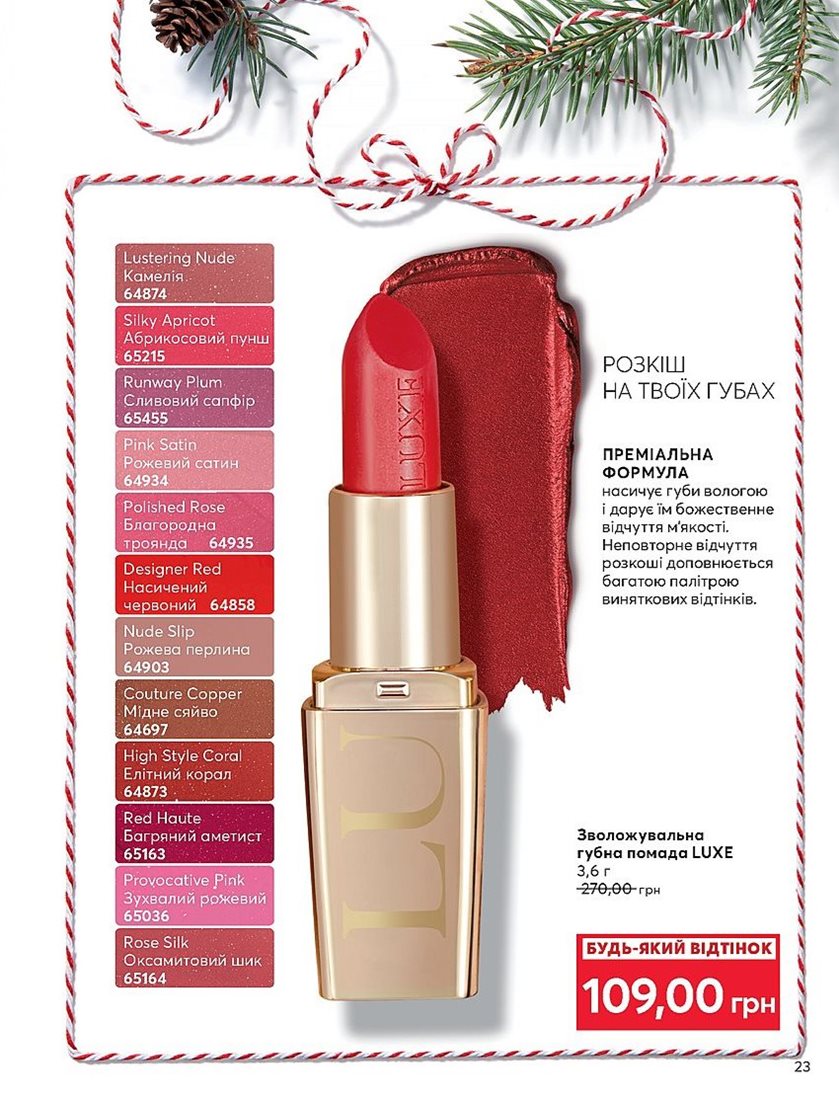 Lustering Nude
Камелія
64874
Silky Apricot
Абрикосовий пунш
65215
Runway Plum
Сливовий сапфір
65455
Pink Satin
Рожевий сатин
64934
Polished Rose
Благородна
троянда 64935
Designer Red
Насичений
червоний 64858
Nude Slip
Рожева перлина
64903
Couture Copper
Мідне сяйво
64697
High Style Coral
Елітний корал
64873
Red Haute
Багряний аметист
65163
Provocative Pink
Зухвалий рожевий
65036
Rose Silk
Оксамитовий шик
65164
LUXE
LU
РОЗКІШ
НА ТВОЇХ ГУБАХ
ПРЕМІАЛЬНА
ФОРМУЛА
насичує губи вологою
і дарує їм божественне
відчуття м'якості.
Неповторне відчуття
розкоші доповнюється
багатою палітрою
виняткових відтінків.
Зволожувальна
губна помада LUXE
3,6 г
270,00 грн
БУДЬ-ЯКИЙ ВІДТІНОК
109,00 грн
23